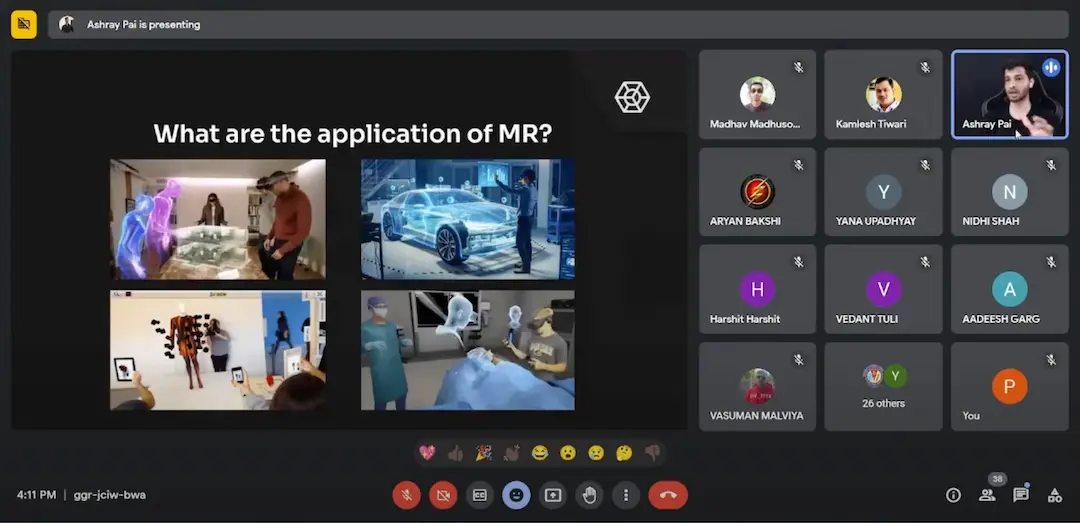 Ashray Pai is presenting
What are the application of MR?
Madhav Madhuso...
Kamlesh Tiwari
Ashray Pai
ARYAN BAKSHI
Y
YANA UPADHYAY
N
NIDHI SHAH
H
Harshit Harshit
V
VEDANT TULI
A
AADEESH GARG
VASUMAN MALVIYA
Y
26 others
P
You
4:11 PM | ggr-jciw-bwa
CC
38